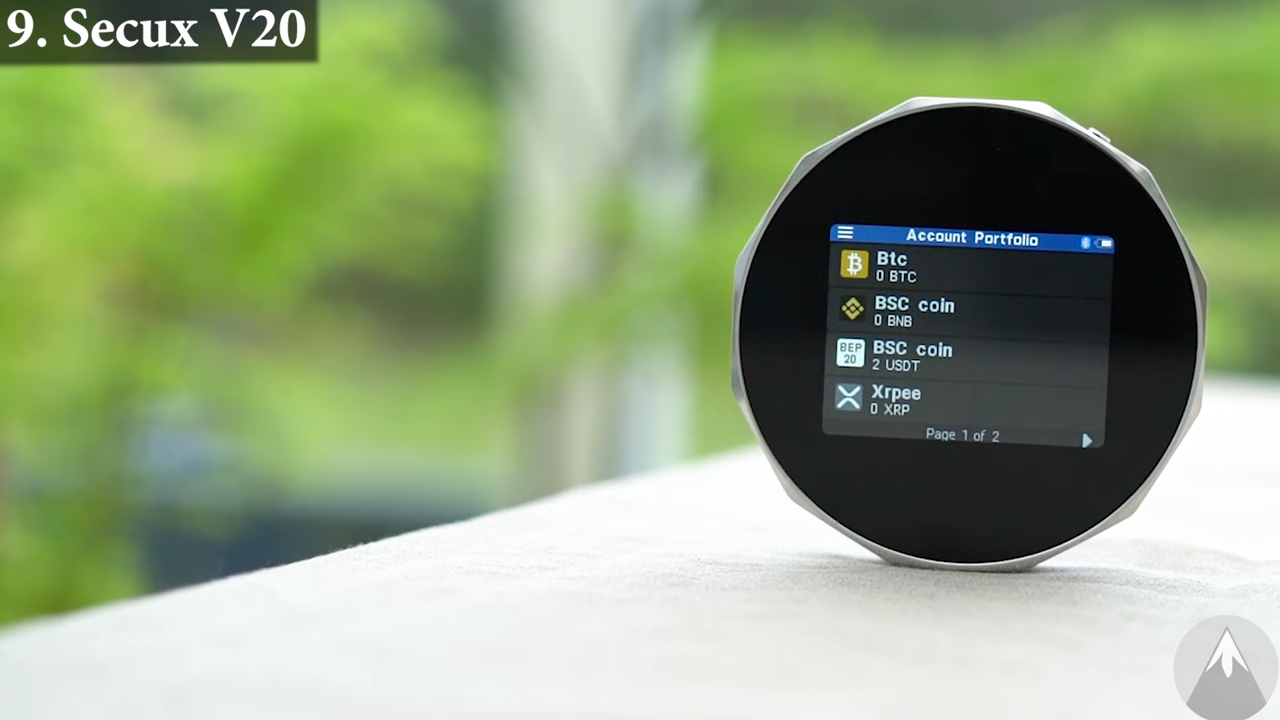 9. Secux V20
Account Portfolio
Btc
0 BTC
BSC coin
0 BNB
BEP
20
BSC coin
2 USDT
Xrpee
0 XRP
Page 1 of 2